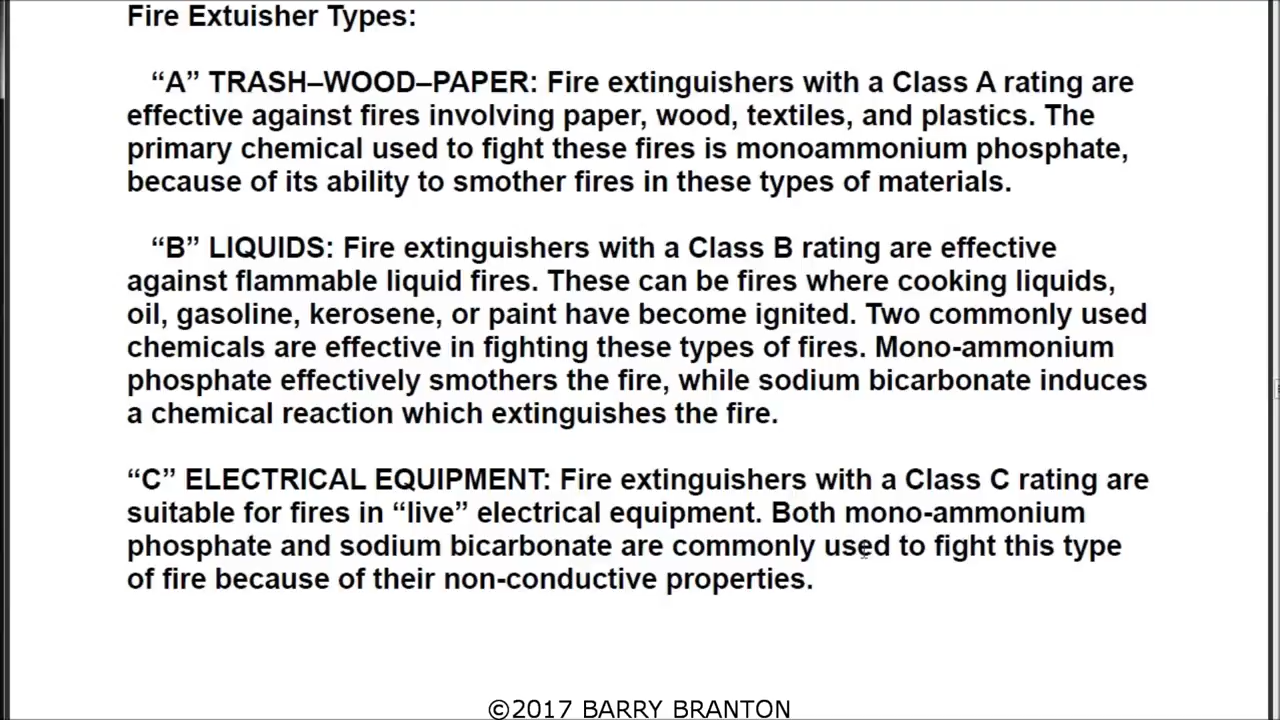 Fire Extuisher Types:
“A” TRASH–WOOD–PAPER: Fire extinguishers with a Class A rating are
effective against fires involving paper, wood, textiles, and plastics. The
primary chemical used to fight these fires is monoammonium phosphate,
because of its ability to smother fires in these types of materials.
“B” LIQUIDS: Fire extinguishers with a Class B rating are effective
against flammable liquid fires. These can be fires where cooking liquids,
oil, gasoline, kerosene, or paint have become ignited. Two commonly used
chemicals are effective in fighting these types of fires. Mono-ammonium
phosphate effectively smothers the fire, while sodium bicarbonate induces
a chemical reaction which extinguishes the fire.
“C” ELECTRICAL EQUIPMENT: Fire extinguishers with a Class C rating are
suitable for fires in “live” electrical equipment. Both mono-ammonium
phosphate and sodium bicarbonate are commonly used to fight this type
of fire because of their non-conductive properties.
©2017 BARRY BRANTON